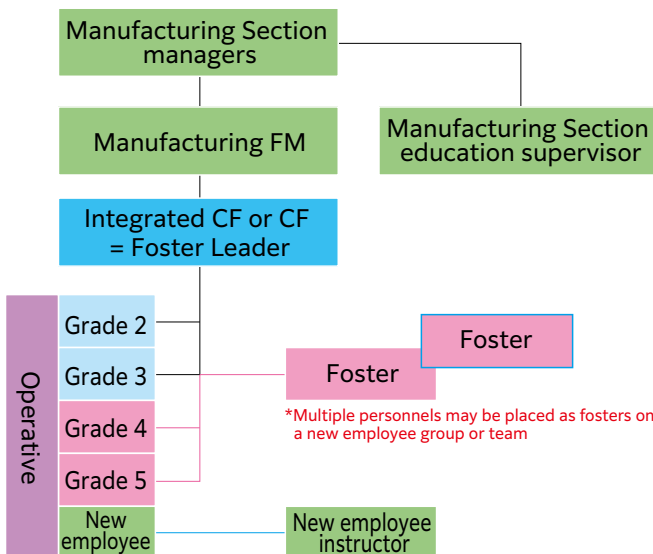 Manufacturing Section
managers
Manufacturing FM
Manufacturing Section
education supervisor
Integrated CF or CF
= Foster Leader
Operative
Grade 2
Grade 3
Grade 4
Grade 5
New
employee
Foster
Foster
*Multiple personnels may be placed as fosters on
a new employee group or team
New employee
instructor